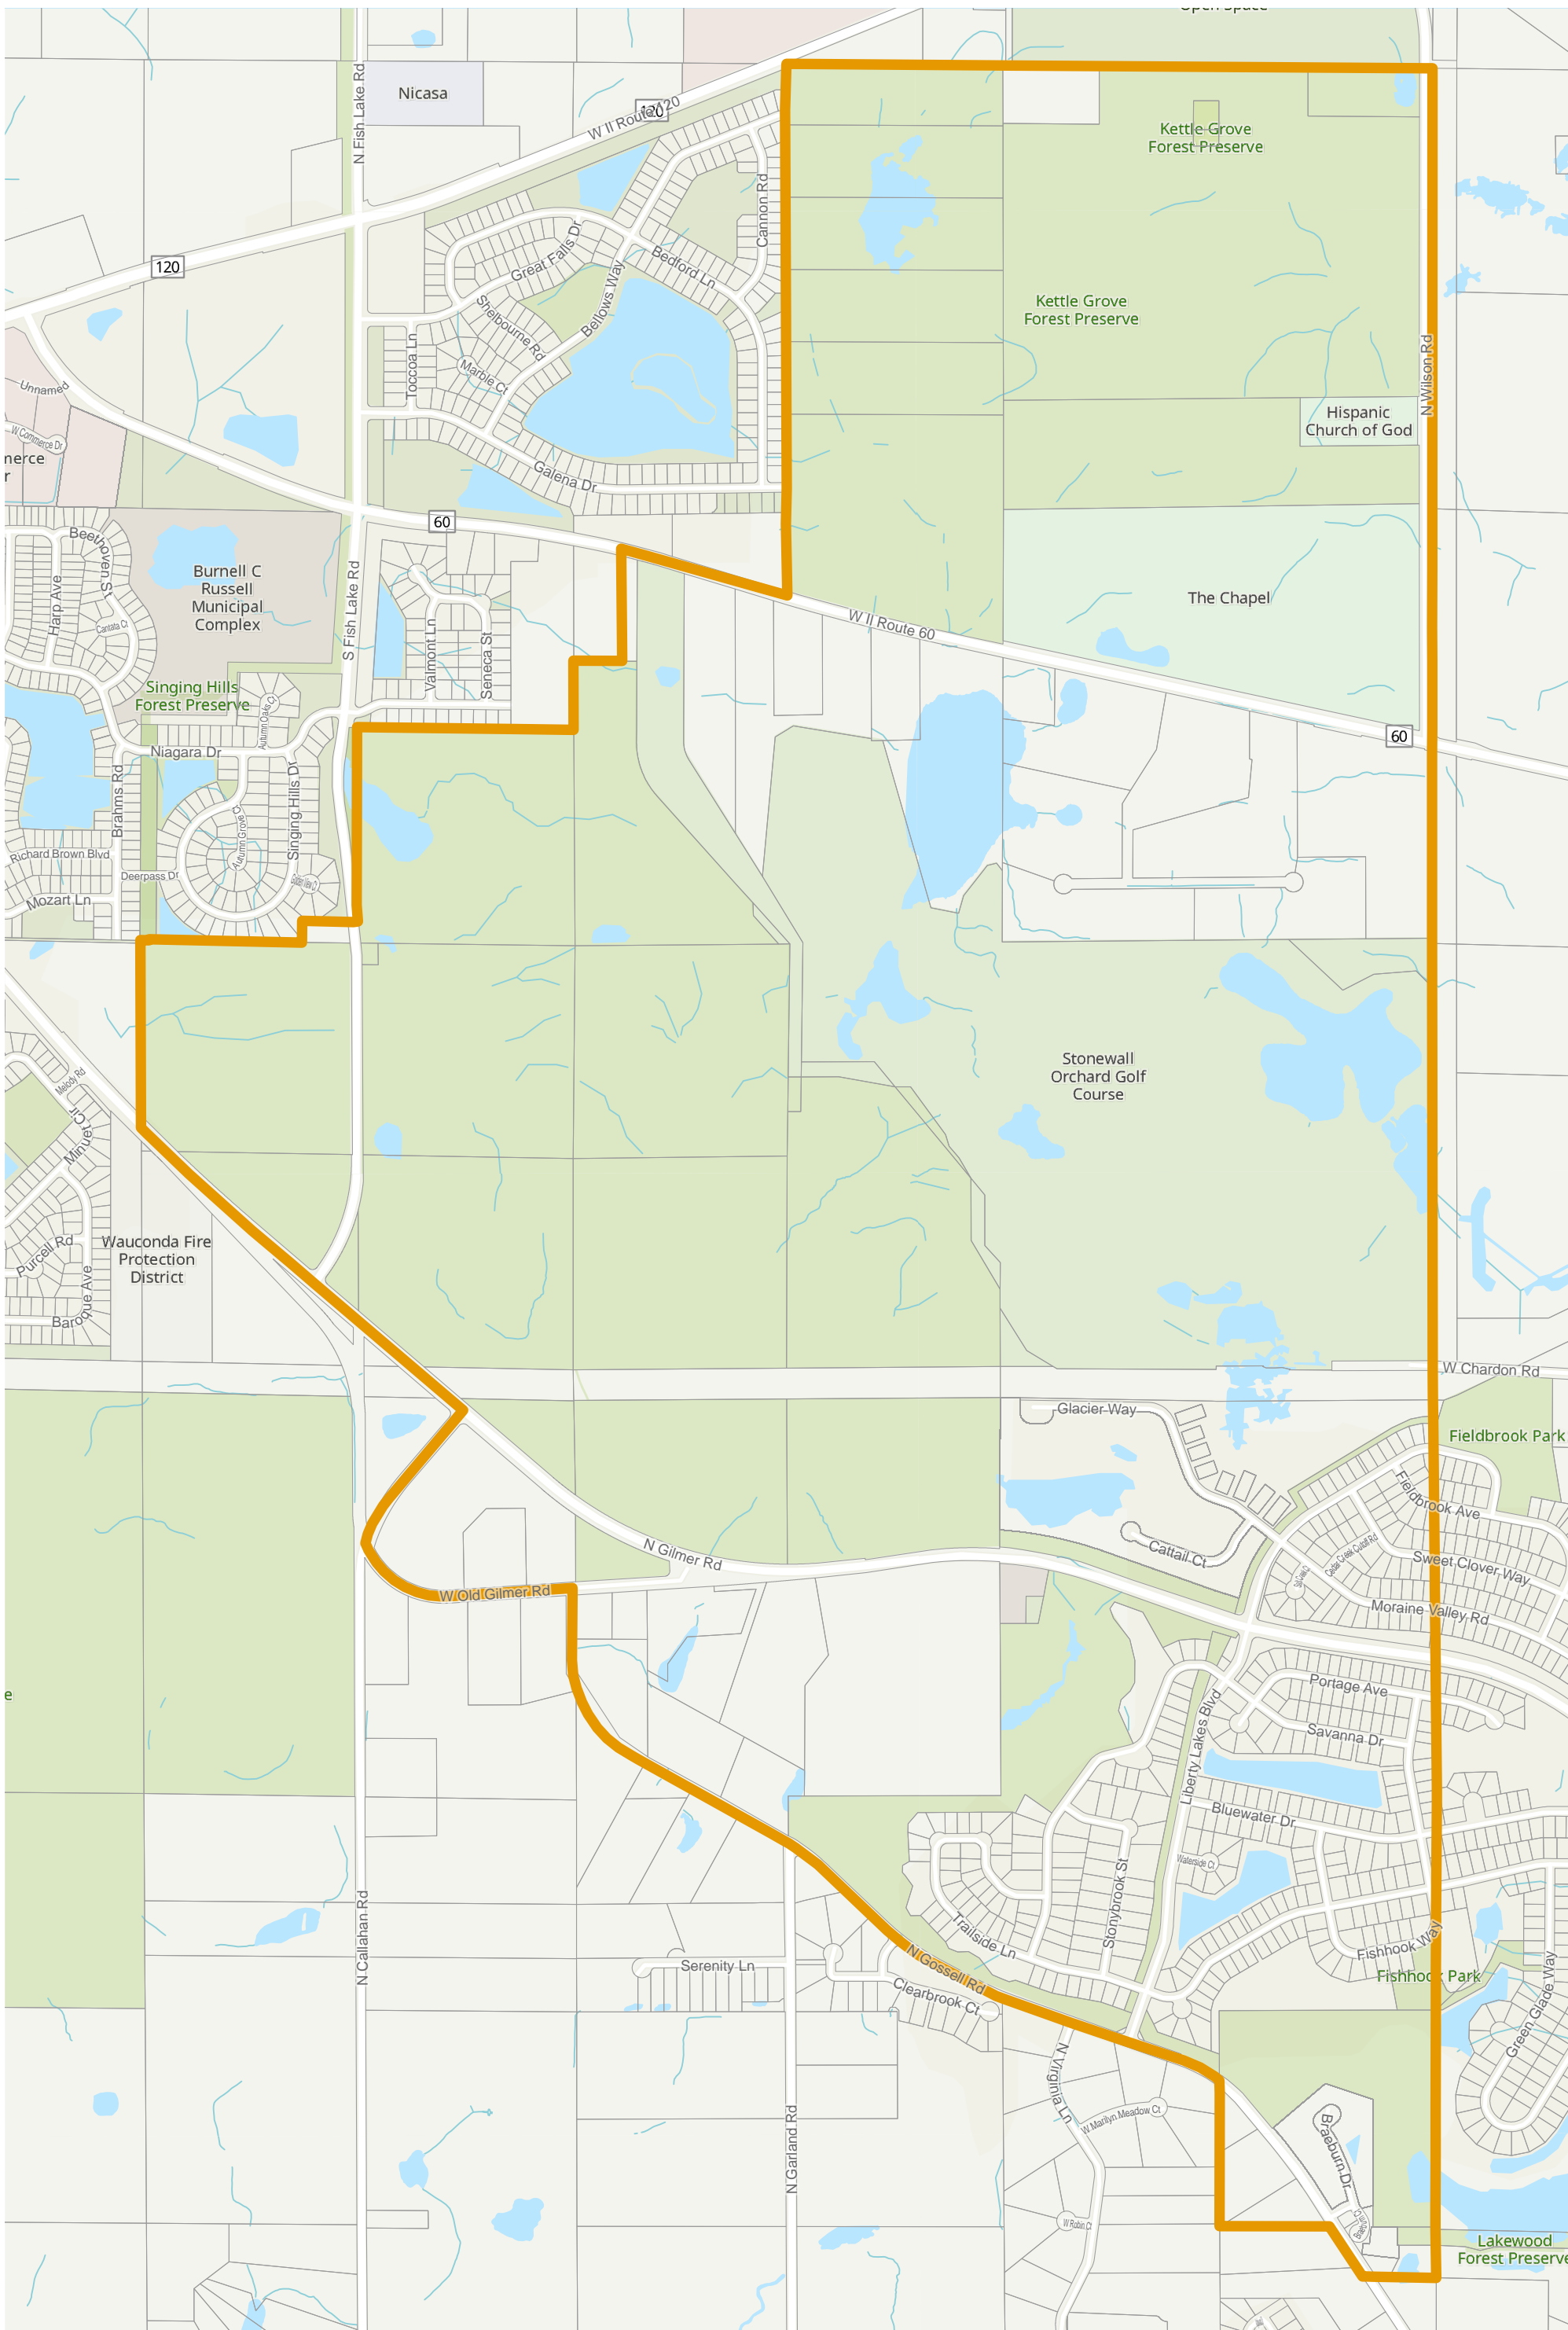 Open Space
Nicasa
N Fish Lake Rd
W Il Route 120
120
Kettle Grove
Forest Preserve
Cannon Rd
Great Falls Dr
Bedford Ln
120
Bellows Way
Shelbourne Rd
Kettle Grove
Forest Preserve
Toccoa Ln
Marble Ct
N Wilson Rd
Unnamed
Hispanic
Church of God
W Commerce Dr
merce
r
Galena Dr
60
Beethoven St
Burnell C
Russell
Municipal
Complex
Harp Ave
S Fish Lake Rd
The Chapel
Cantata Ct
W Il Route 60
Valmont Ln
Seneca St
Singing Hills
Forest Preserve
Autumn Oaks Ct
60
Niagara Dr
Brahms Rd
Singing Hills Dr
Autumn Grove Ct
Richard Brown Blvd
Deerpass Dr
Mozart Ln
Stonewall
Orchard Golf
Course
Melody Rd
Minuet Cir
Wauconda Fire
Protection
District
Purcell Rd
Baroque Ave
W Chardon Rd
Glacier Way
Fieldbrook Park
Fieldbrook Ave
N Gilmer Rd
Cattail Ct
Cedar Creek Cutoff Rd
Sweet Clover Way
W Old Gilmer Rd
Moraine Valley Rd
e
Portage Ave
Liberty Lakes Blvd
Savanna Dr
Bluewater Dr
Waterside Ct
Stonybrook St
N Callahan Rd
Trailside Ln
Fishhook Way
Serenity Ln
N Gossell Rd
Fishhook Park
Clearbrook Ct
Green Glade Way
N Virginia Ln
W Marilyn Meadow Ct
N Garland Rd
Braeburn Dr
W Robin Ct
Lakewood
Forest Preserve